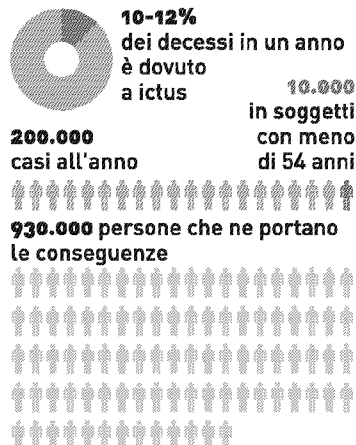 10-12%
dei decessi in un anno
è dovuto
a ictus
10.000
in soggetti
con meno
di 54 anni
200.000
casi all'anno
930.000 persone che ne portano
le conseguenze